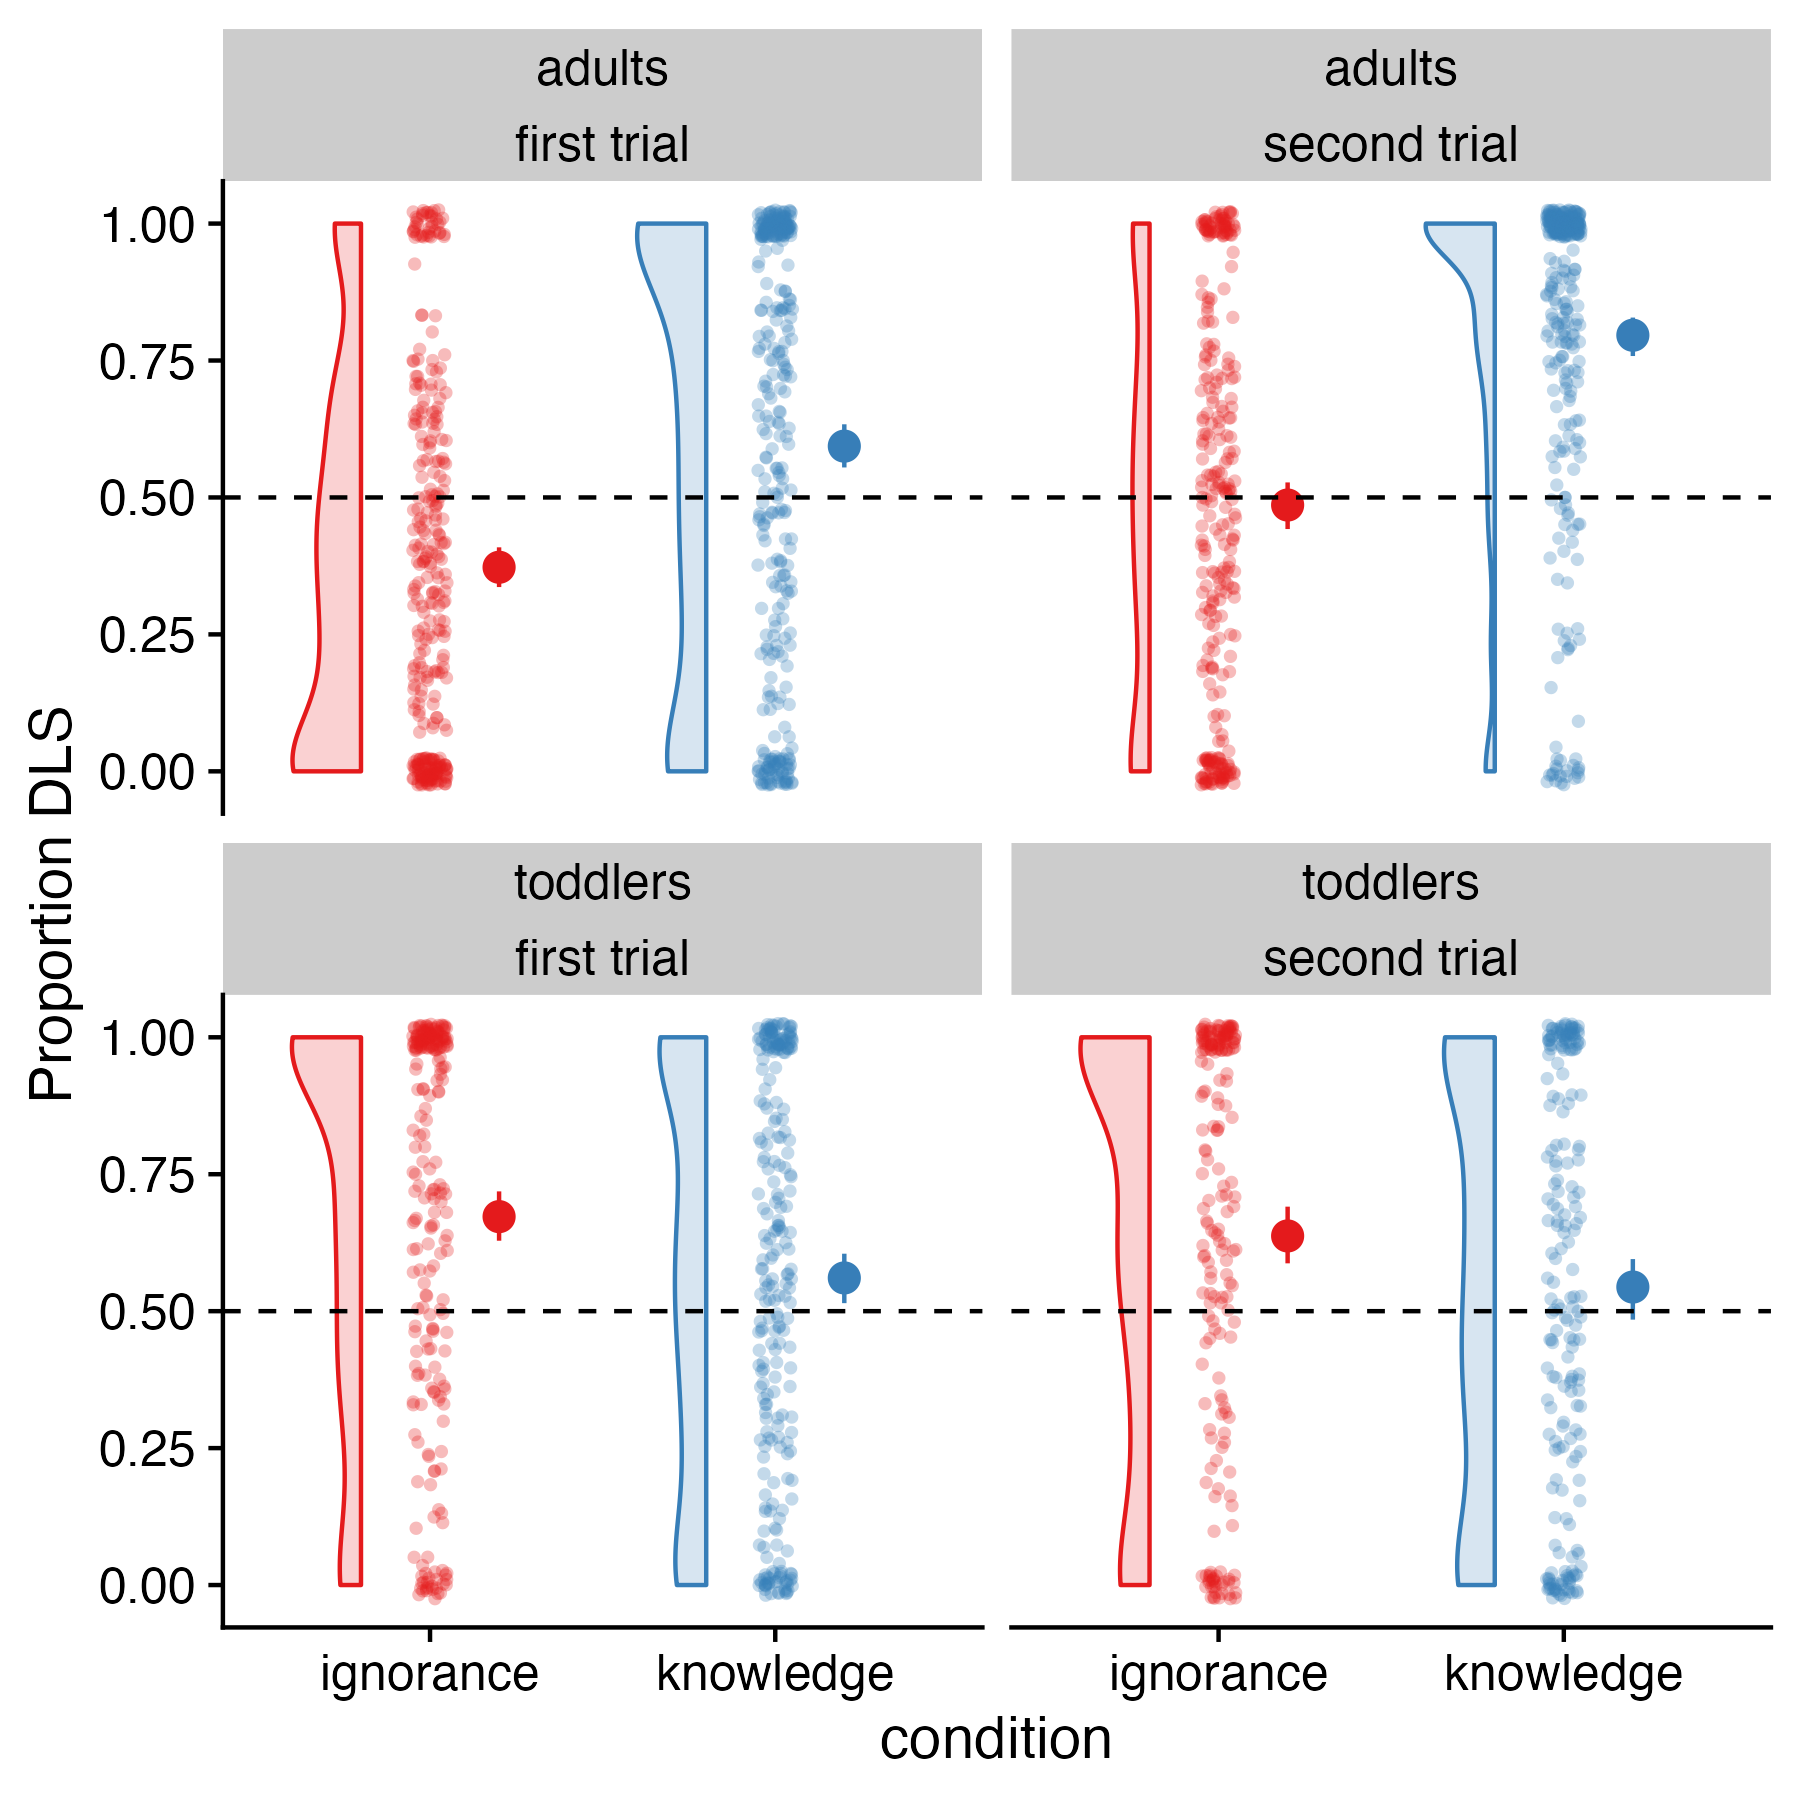 adults
first trial
adults
second trial
1.00
0.75
0.50
0.25
0.00
Proportion DLS
toddlers
first trial
toddlers
second trial
1.00
0.75
0.50
0.25
0.00
ignorance
knowledge
ignorance
knowledge
condition